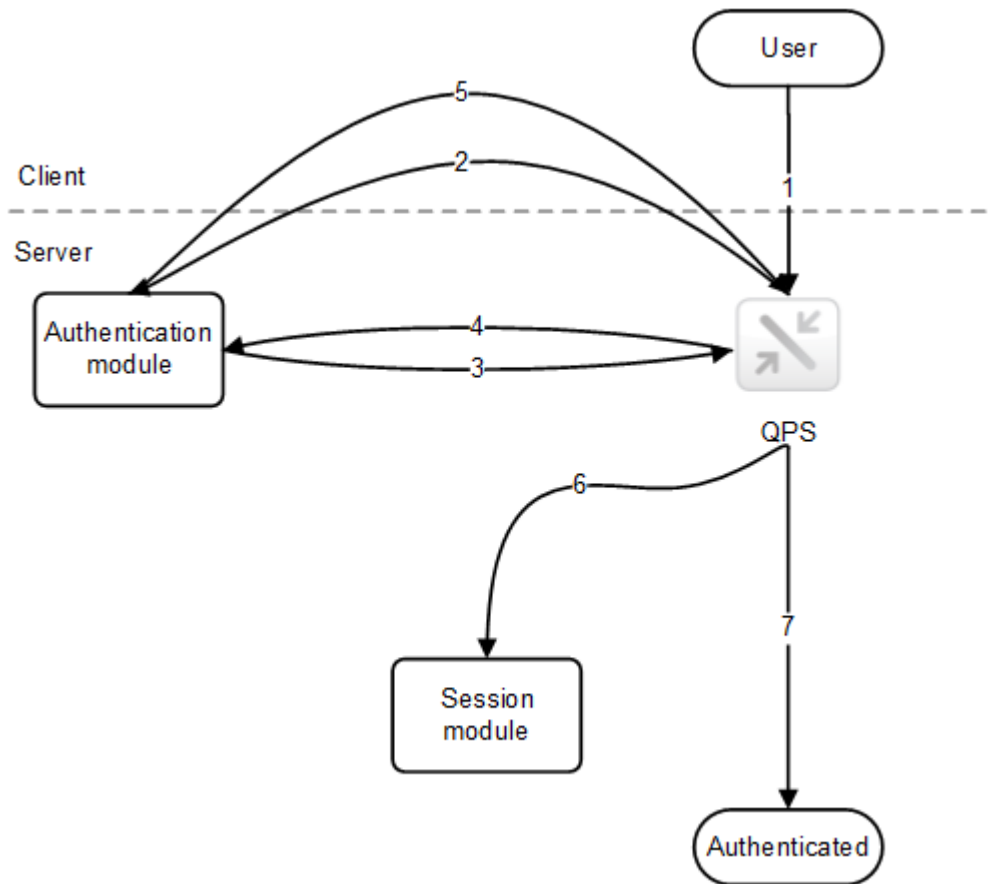 User
5
2
Client
1
Server
Authentication
module
4
3
QPS
6
7
Session
module
Authenticated